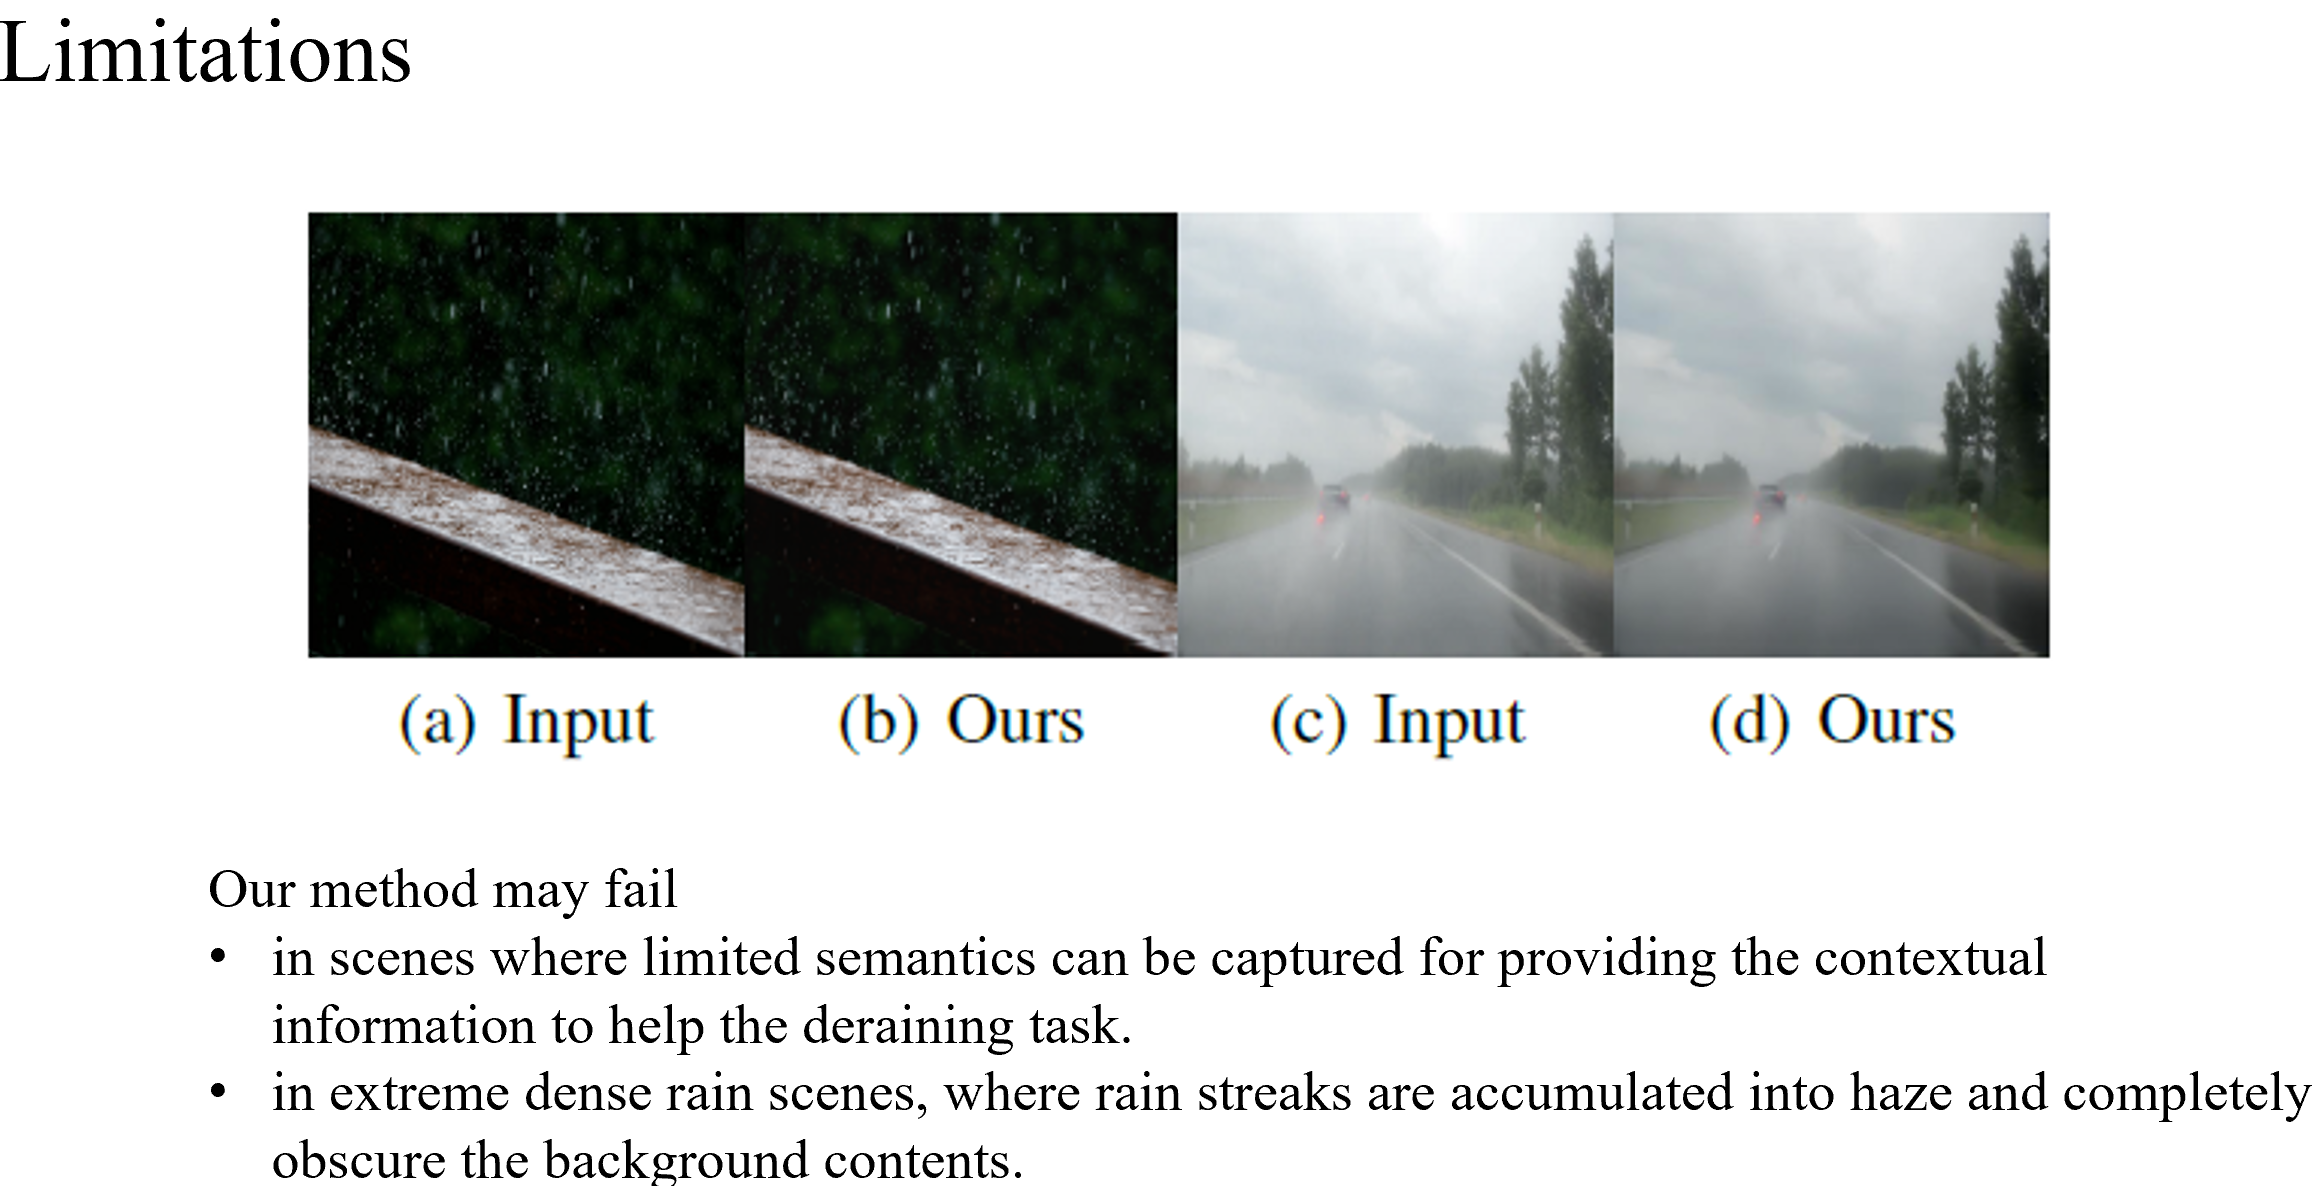 Limitations
(a) Input (b) Ours (c) Input (d) Ours
Our method may fail
• in scenes where limited semantics can be captured for providing the contextual
information to help the deraining task.
• in extreme dense rain scenes, where rain streaks are accumulated into haze and completely
obscure the background contents.